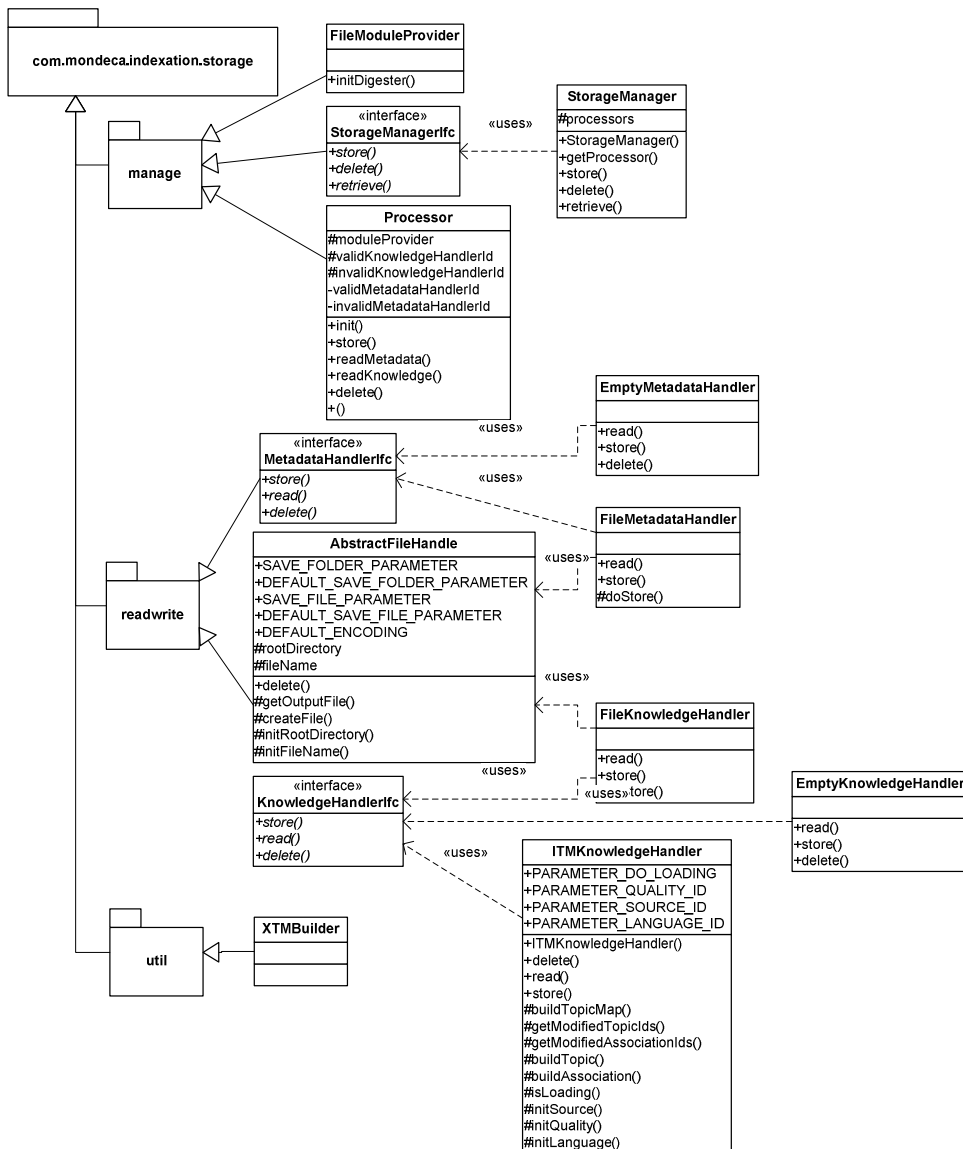 com.mondeca.indexation.storage
manage
FileModuleProvider
+initDigester()
«interface»
StorageManagerIfc
+store()
+delete()
+retrieve()
«uses»
StorageManager
#processors
+StorageManager()
+getProcessor()
+store()
+delete()
+retrieve()
Processor
#moduleProvider
#validKnowledgeHandlerId
#invalidKnowledgeHandlerId
-validMetadataHandlerId
-invalidMetadataHandlerId
+init()
+store()
+readMetadata()
+readKnowledge()
+delete()
+()
«uses»
EmptyMetadataHandler
+read()
+store()
+delete()
«interface»
MetadataHandlerIfc
+store()
+read()
+delete()
«uses»
FileMetadataHandler
+read()
+store()
#doStore()
«uses»
readwrite
AbstractFileHandle
+SAVE_FOLDER_PARAMETER
+DEFAULT_SAVE_FOLDER_PARAMETER
+SAVE_FILE_PARAMETER
+DEFAULT_SAVE_FILE_PARAMETER
+DEFAULT_ENCODING
#rootDirectory
#fileName
+delete()
#getOutputFile()
#createFile()
#initRootDirectory()
#initFileName()
«uses»
FileKnowledgeHandler
+read()
+store()
tore()
«uses»
«uses»
«interface»
KnowledgeHandlerIfc
+store()
+read()
+delete()
EmptyKnowledgeHandler
+read()
+store()
+delete()
«uses»
ITMKnowledgeHandler
+PARAMETER_DO_LOADING
+PARAMETER_QUALITY_ID
+PARAMETER_SOURCE_ID
+PARAMETER_LANGUAGE_ID
+ITMKnowledgeHandler()
+delete()
+read()
+store()
#buildTopicMap()
#getModifiedTopicIds()
#getModifiedAssociationIds()
#buildTopic()
#buildAssociation()
#isLoading()
#initSource()
#initQuality()
#initLanguage()
util
XTMBuilder